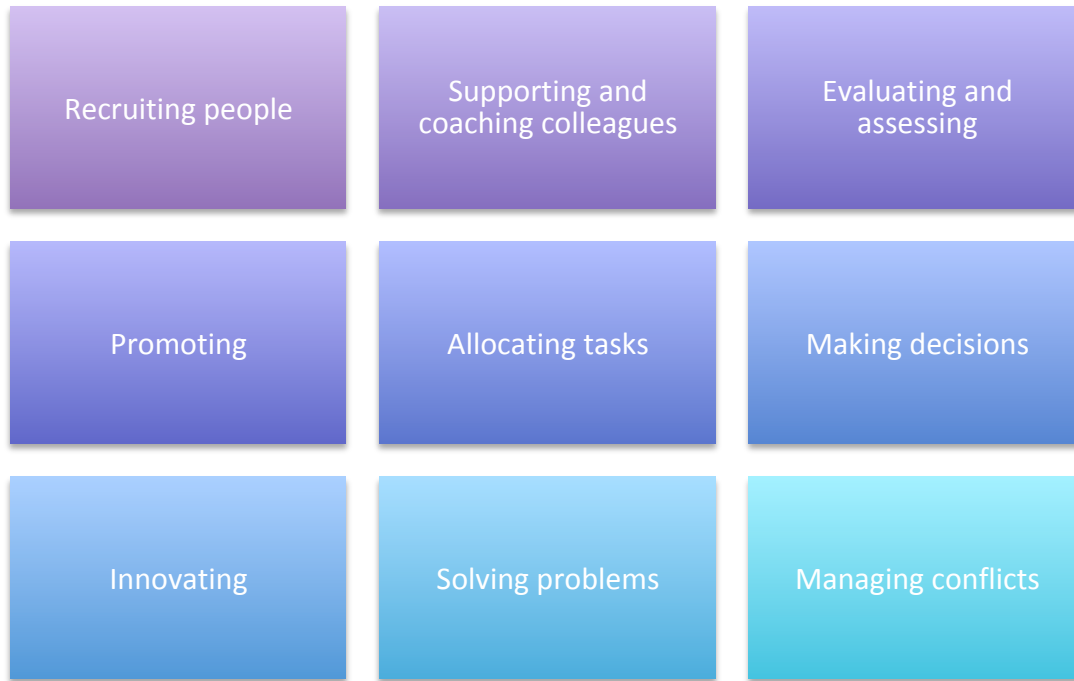 Recruiting people
Supporting and
coaching colleagues
Evaluating and
assessing
Promoting
Allocating tasks
Making decisions
Innovating
Solving problems
Managing conflicts